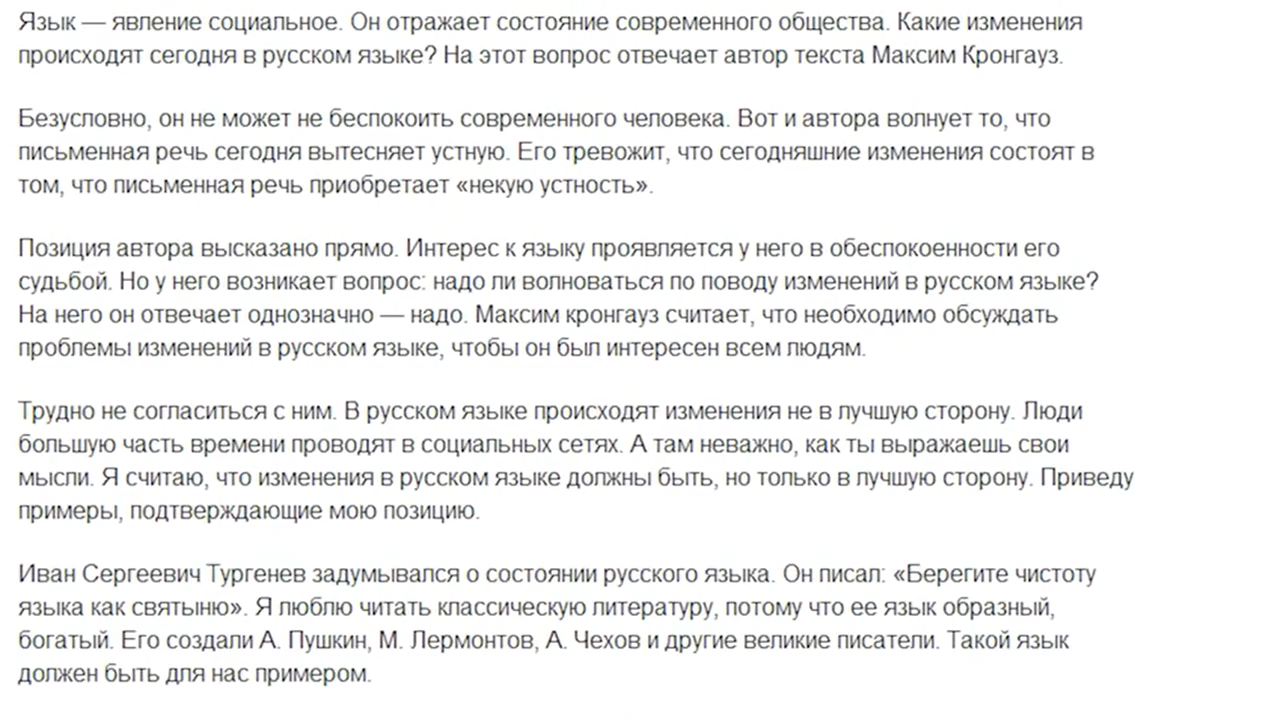 Язык — явление социальное. Он отражает состояние современного общества. Какие изменения
происходят сегодня в русском языке? На этот вопрос отвечает автор текста Максим Кронгауз.
Безусловно, он не может не беспокоить современного человека. Вот и автора волнует то, что
письменная речь сегодня вытесняет устную. Его тревожит, что сегодняшние изменения состоят в
том, что письменная речь приобретает «некую устность».
Позиция автора высказано прямо. Интерес к языку проявляется у него в обеспокоенности его
судьбой. Но у него возникает вопрос: надо ли волноваться по поводу изменений в русском языке?
На него он отвечает однозначно — надо. Максим кронгауз считает, что необходимо обсуждать
проблемы изменений в русском языке, чтобы он был интересен всем людям.
Трудно не согласиться с ним. В русском языке происходят изменения не в лучшую сторону. Люди
большую часть времени проводят в социальных сетях. А там неважно, как ты выражаешь свои
мысли. Я считаю, что изменения в русском языке должны быть, но только в лучшую сторону. Приведу
примеры, подтверждающие мою позицию.
Иван Сергеевич Тургенев задумывался о состоянии русского языка. Он писал: «Берегите чистоту
языка как святыню». Я люблю читать классическую литературу, потому что ее язык образный,
богатый. Его создали А. Пушкин, М. Лермонтов, А. Чехов и другие великие писатели. Такой язык
должен быть для нас примером.